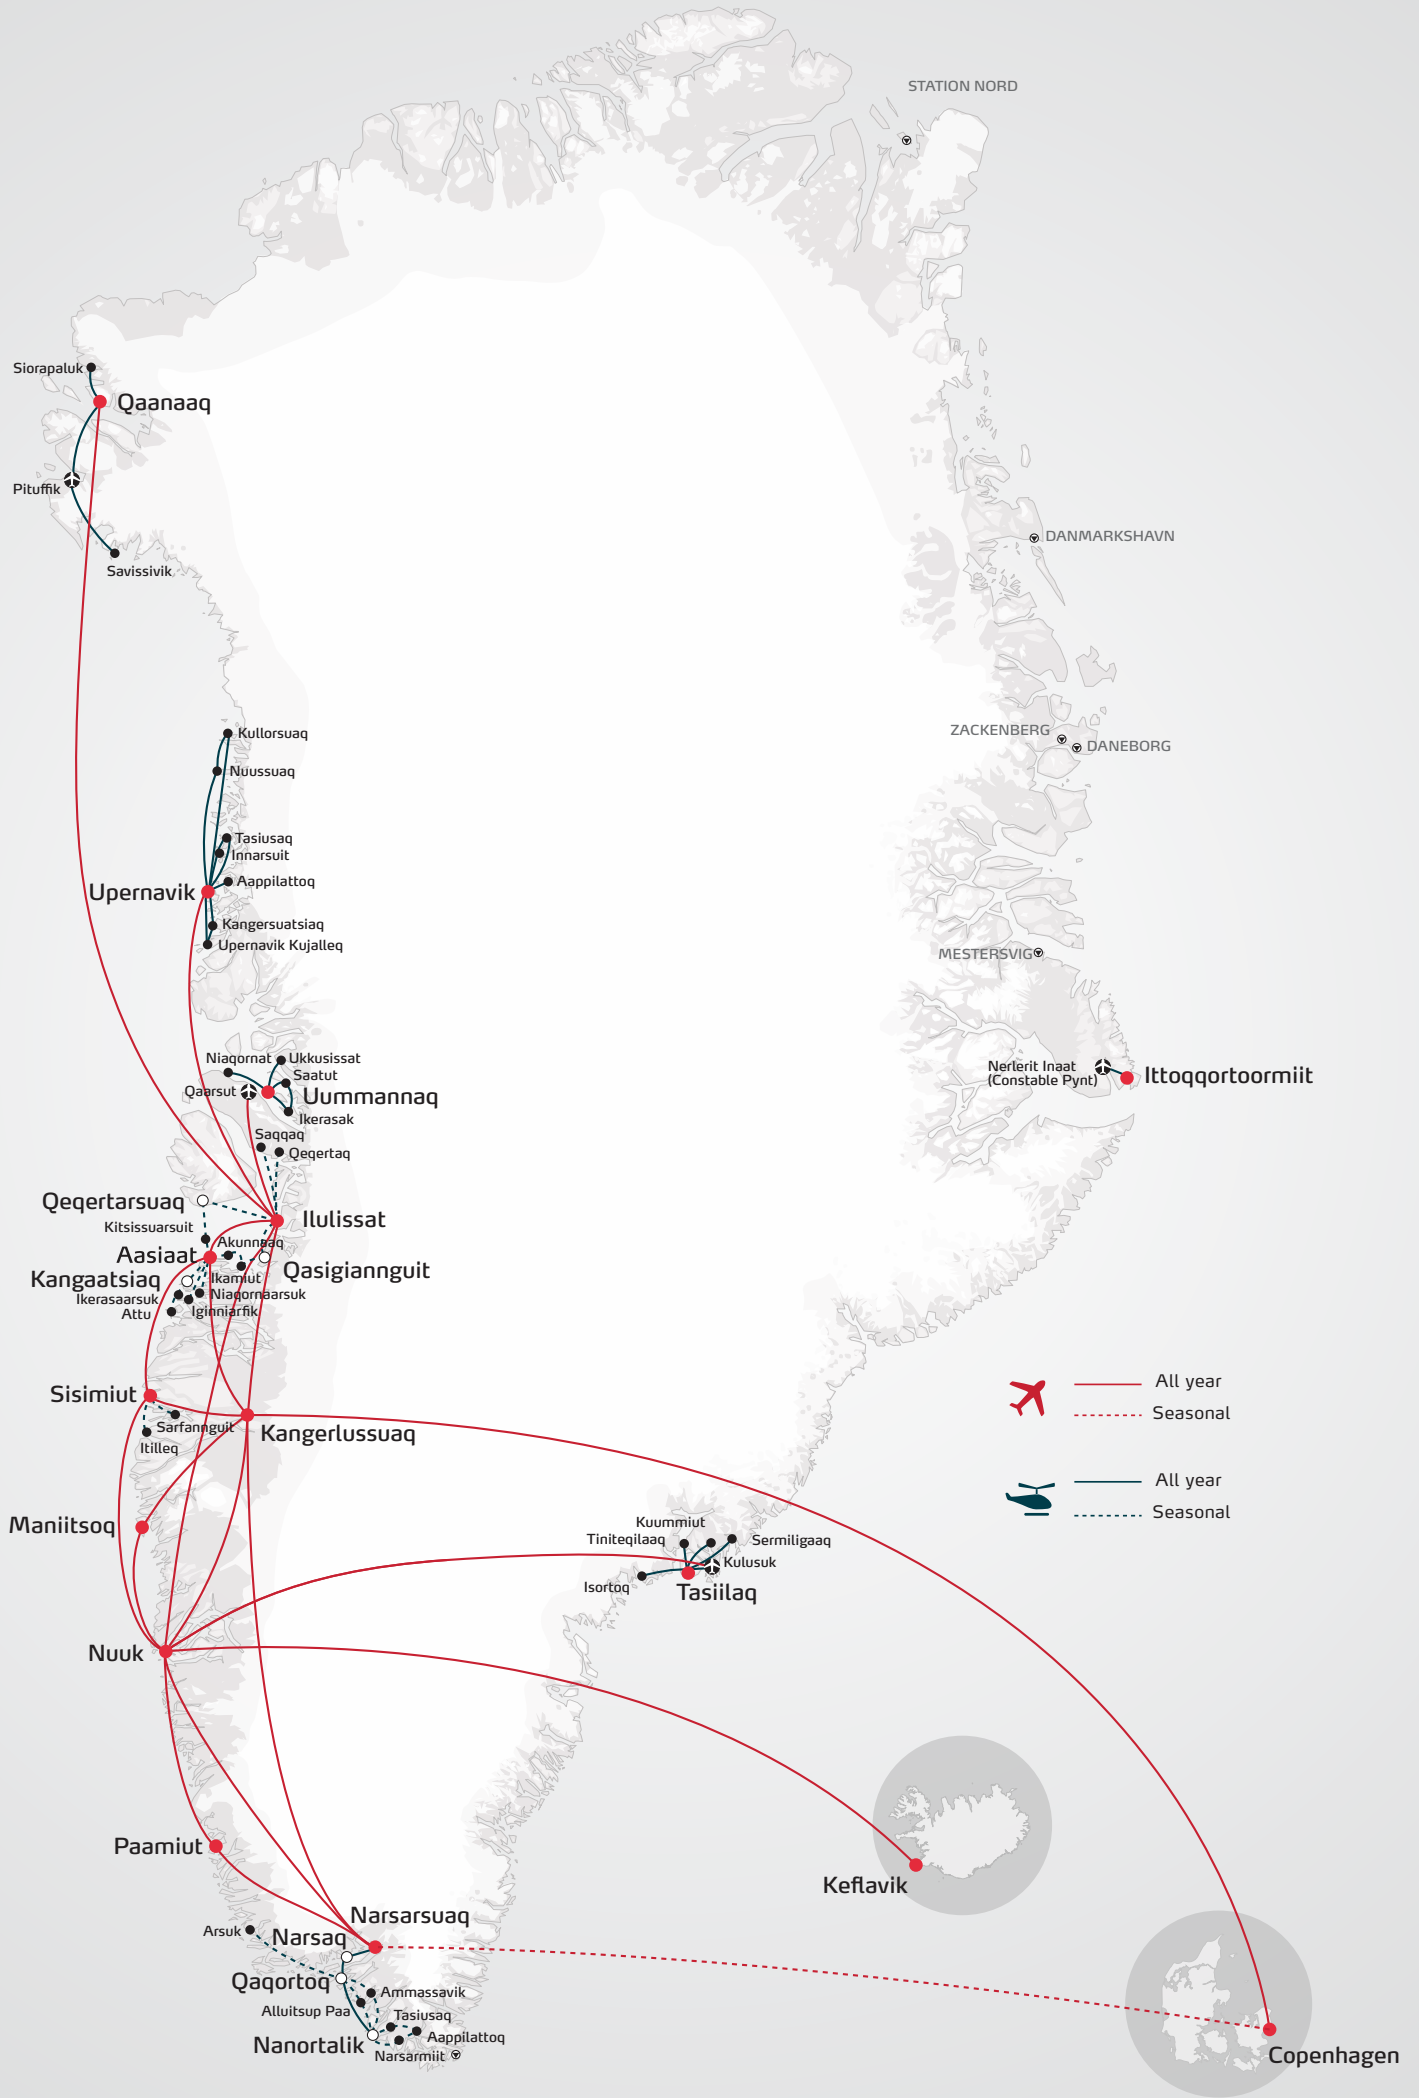 STATION NORD
Siorapaluk
Qaanaaq
Pituffik
Savissivik
DANMARKSHAVN
ZACKENBERG
DANEBORG
Kullorsuaq
Nuussuaq
Tasiusaq
Innarsuit
Aappilattoq
Upernavik
Kangersuatsiaq
Upernavik Kujalleq
MESTERSVIG
Niaqornat
Ukkusissat
Saatut
Qaarsut
Uummannaq
Ikerasak
Nerlerit Inaat
(Constable Pynt)
Ittoqqortoormiit
Saqqaq
Qeqertaq
Qeqertarsuaq
Ilulissat
Kitsissuarsuit
Akunnaaq
Aasiaat
Qasigiannguit
Kangaatsiaq
Ikamiut
Niaqornaarsuk
Ikerasaarsuk
Iginniarfik
Attu
Sisimiut
Sarfannguit
Itilleq
Kangerlussuaq
All year
Seasonal
All year
Seasonal
Maniitsoq
Kuummiut
Tiniteqilaaq
Sermiligaaq
Kulusuk
Isortoq
Tasiilaq
Nuuk
Paamiut
Keflavik
Narsarsuaq
Arsuk
Narsaq
Qaqortoq
Ammassavik
Alluitsup Paa
Tasiusaq
Aappilattoq
Nanortalik
Narsarmiit
Copenhagen